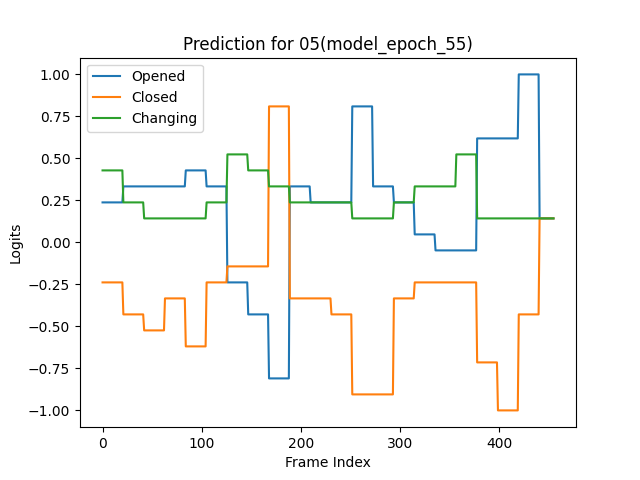 Prediction for 05(model_epoch_55)
Opened
Closed
Changing
1.00
0.75
0.50
0.25
0.00
−0.25
−0.50
−0.75
−1.00
Logits
0 100 200 300 400
Frame Index